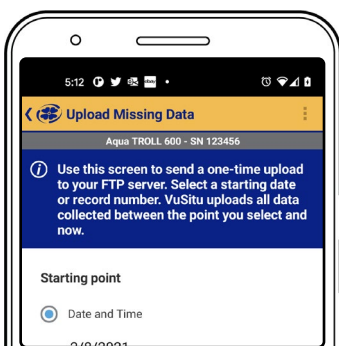 5:12
Upload Missing Data
Aqua TROLL 600 - SN 123456
Use this screen to send a one-time upload
to your FTP server. Select a starting date
or record number. VuSitu uploads all data
collected between the point you select and
now.
Starting point
Date and Time